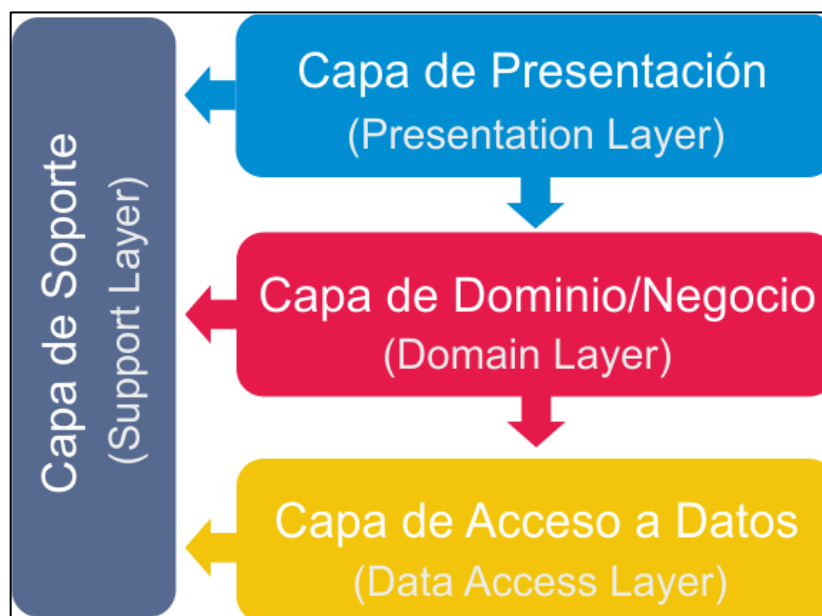 Capa de Soporte
(Support Layer)
Capa de Presentación
(Presentation Layer)
Capa de Dominio/Negocio
(Domain Layer)
Capa de Acceso a Datos
(Data Access Layer)